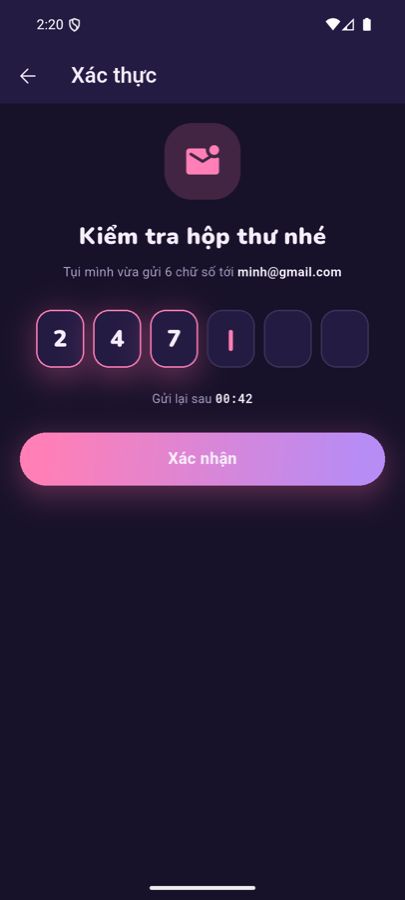 2:20
Xác thực
Kiểm tra hộp thư nhé
Tụi mình vừa gửi 6 chữ số tới minh@gmail.com
2 4 7
Gửi lại sau 00:42
Xác nhận